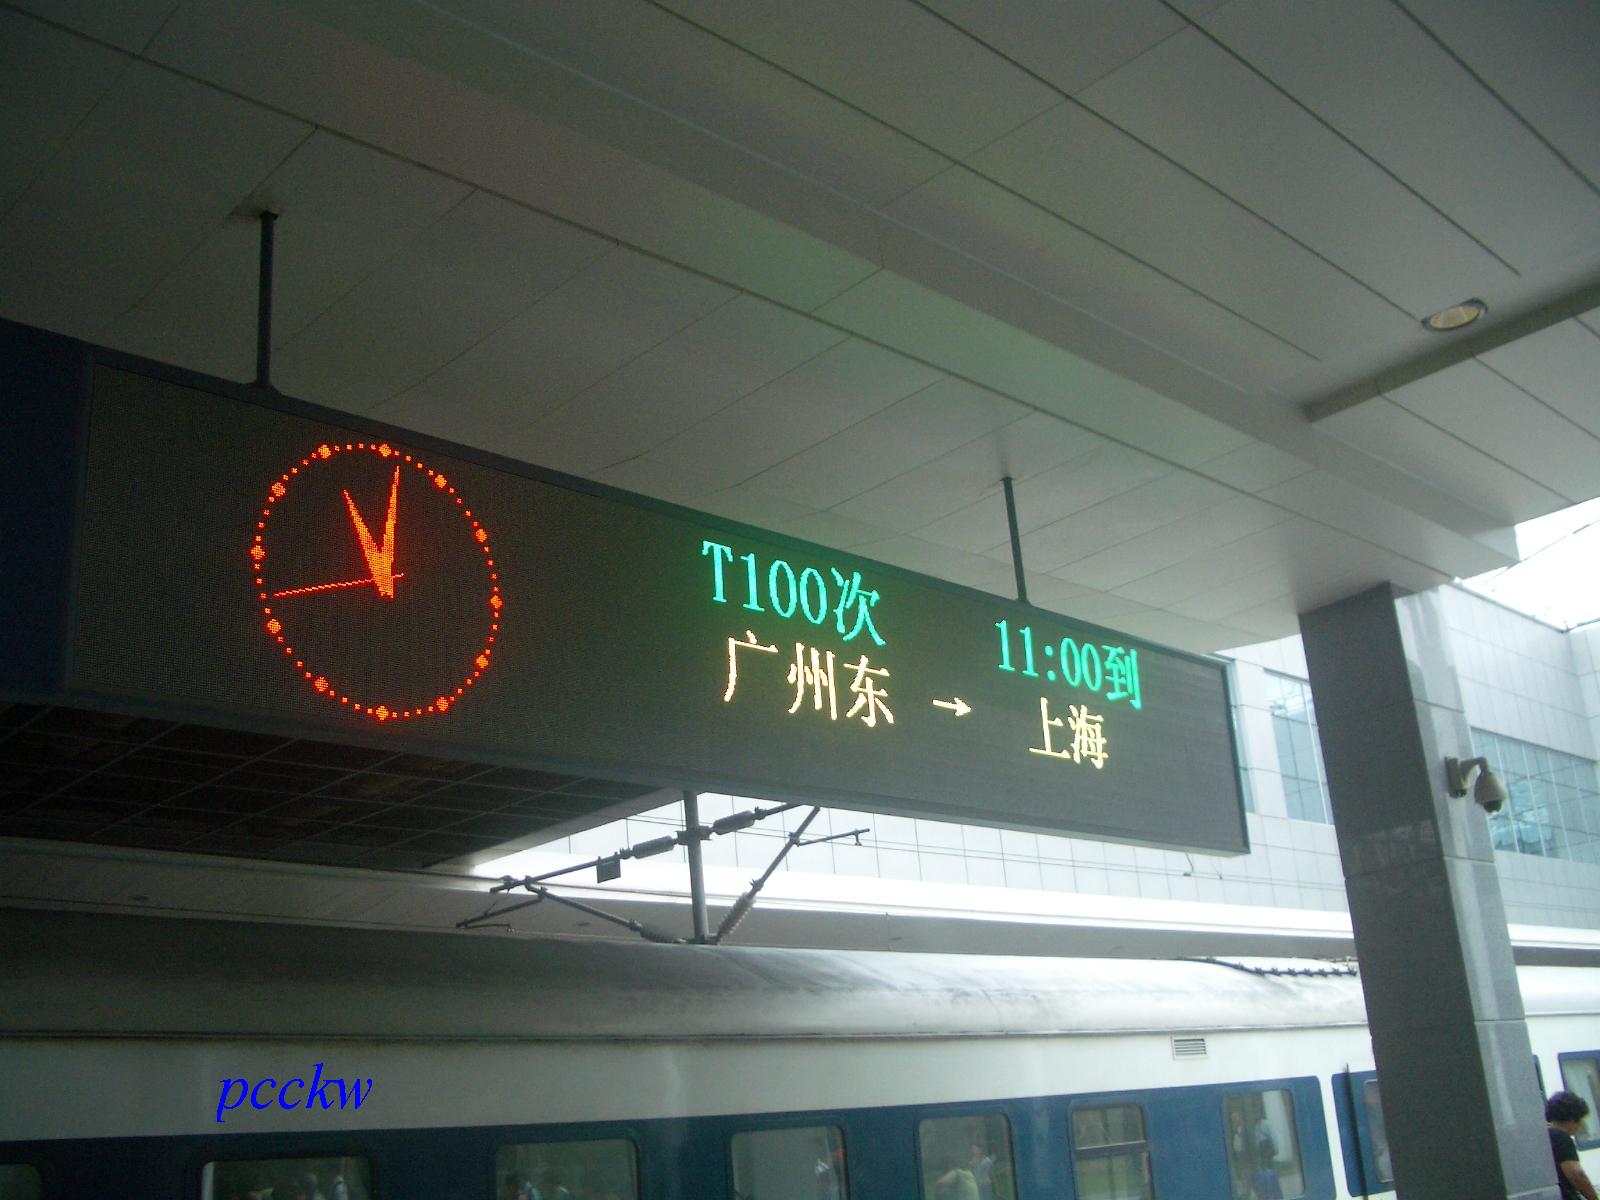 T100次 11:00到
广州东 → 上海
pcckw